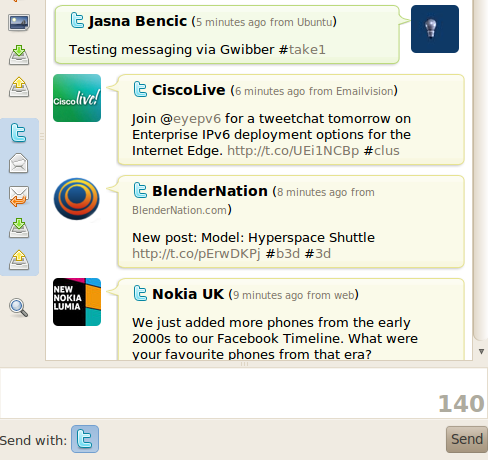 Jasna Bencic (5 minutes ago from Ubuntu)
Testing messaging via Gwibber #take1
Cisco live!
CiscoLive (6 minutes ago from Emailvision)
Join @eyepv6 for a tweetchat tomorrow on
Enterprise IPv6 deployment options for the
Internet Edge. http://t.co/UEi1NCBp #clus
BlenderNation (8 minutes ago from
BlenderNation.com)
New post: Model: Hyperspace Shuttle
http://t.co/pErwDKPj #b3d #3d
NEW
NOKIA
LUMIA
Nokia UK (9 minutes ago from web)
We just added more phones from the early
2000s to our Facebook Timeline. What were
your favourite phones from that era?
140
Send with:
Send